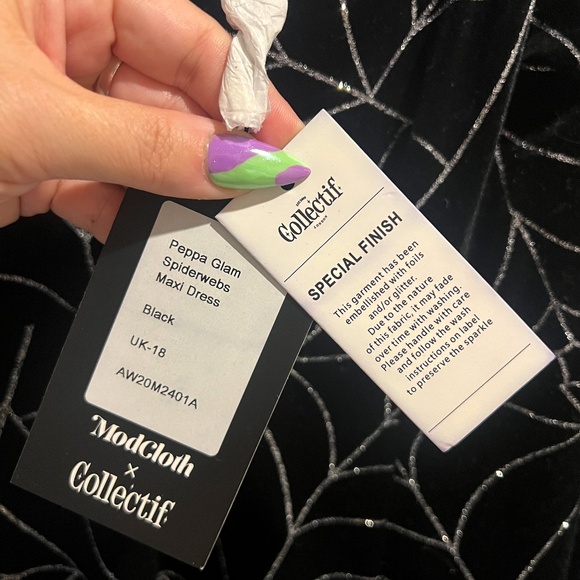 Peppa Glam
Spiderwebs
Maxi Dress
Black
UK-18
AW20M2401A
ModCloth
×
Collectif
Collectif
LONDON
SPECIAL FINISH
This garment has been
embellished with foils
and/or glitter.
Due to the nature
of this fabric, it may fade
over time with washing.
Please handle with care
and follow the wash
instructions on label
to preserve the sparkle